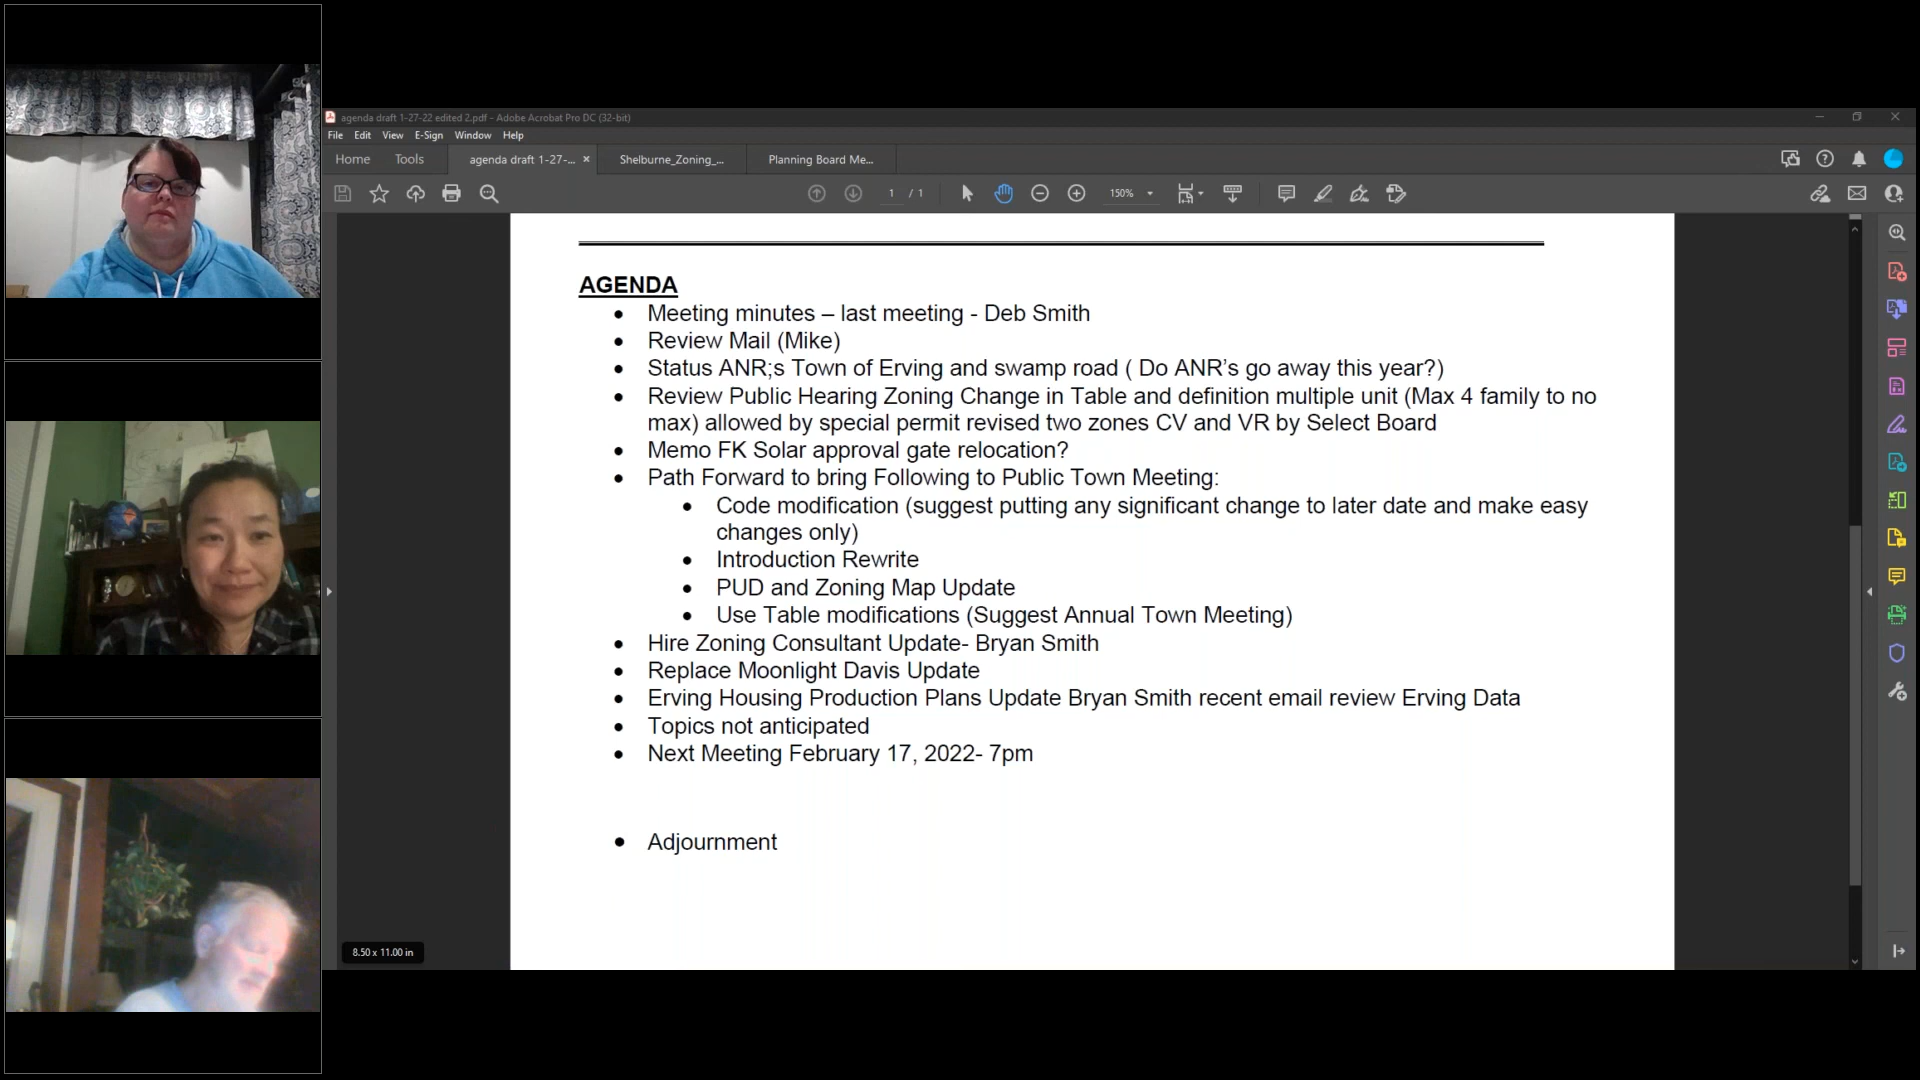 agenda draft 1-27-22 edited 2.pdf - Adobe Acrobat Pro DC (32-bit)
File Edit View E-Sign Window Help
Home Tools agenda draft 1-27-... × Shelburne_Zoning_... Planning Board Me...
1 / 1 150%
AGENDA
• Meeting minutes – last meeting - Deb Smith
• Review Mail (Mike)
• Status ANR;s Town of Erving and swamp road ( Do ANR’s go away this year?)
• Review Public Hearing Zoning Change in Table and definition multiple unit (Max 4 family to no
max) allowed by special permit revised two zones CV and VR by Select Board
• Memo FK Solar approval gate relocation?
• Path Forward to bring Following to Public Town Meeting:
• Code modification (suggest putting any significant change to later date and make easy
changes only)
• Introduction Rewrite
• PUD and Zoning Map Update
• Use Table modifications (Suggest Annual Town Meeting)
• Hire Zoning Consultant Update- Bryan Smith
• Replace Moonlight Davis Update
• Erving Housing Production Plans Update Bryan Smith recent email review Erving Data
• Topics not anticipated
• Next Meeting February 17, 2022- 7pm
• Adjournment
8.50 x 11.00 in